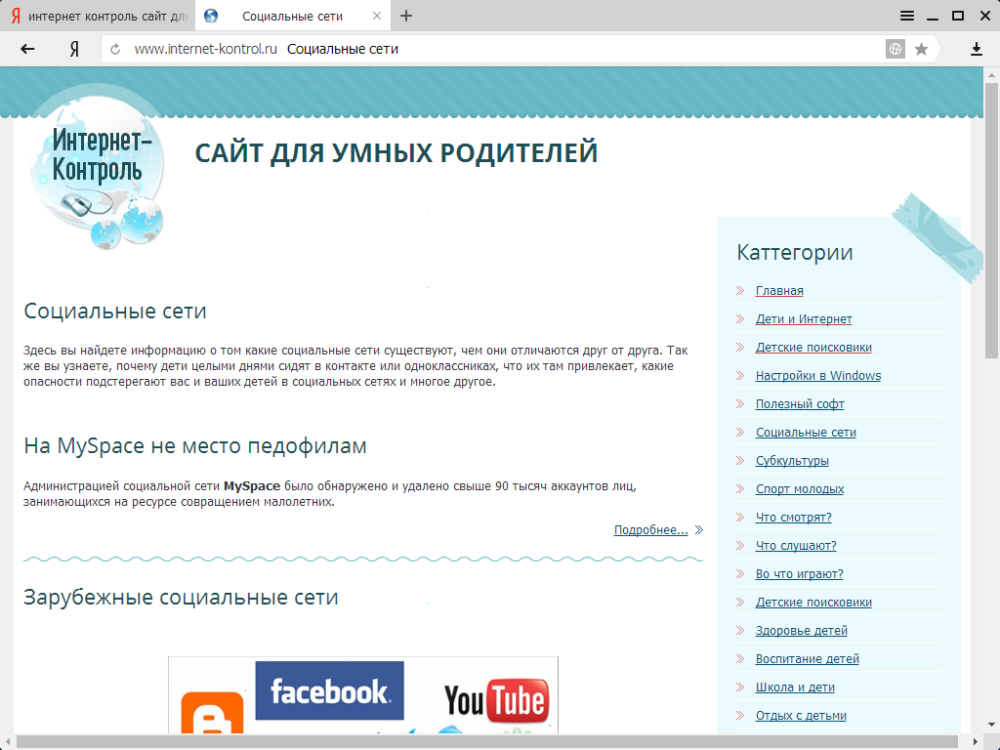 интернет контроль сайт для
Социальные сети
Я
www.internet-kontrol.ru Социальные сети
Интернет-
Контроль
САЙТ ДЛЯ УМНЫХ РОДИТЕЛЕЙ
Социальные сети
Здесь вы найдете информацию о том какие социальные сети существуют, чем они отличаются друг от друга. Так
же вы узнаете, почему дети целыми днями сидят в контакте или одноклассниках, что их там привлекает, какие
опасности подстерегают вас и ваших детей в социальных сетях и многое другое.
На MySpace не место педофилам
Администрацией социальной сети MySpace было обнаружено и удалено свыше 90 тысяч аккаунтов лиц,
занимающихся на ресурсе совращением малолетних.
Подробнее...
Зарубежные социальные сети
facebook.
YouTube
Каттегории
Главная
Дети и Интернет
Детские поисковики
Настройки в Windows
Полезный софт
Социальные сети
Субкультуры
Спорт молодых
Что смотрят?
Что слушают?
Во что играют?
Детские поисковики
Здоровье детей
Воспитание детей
Школа и дети
Отдых с детьми